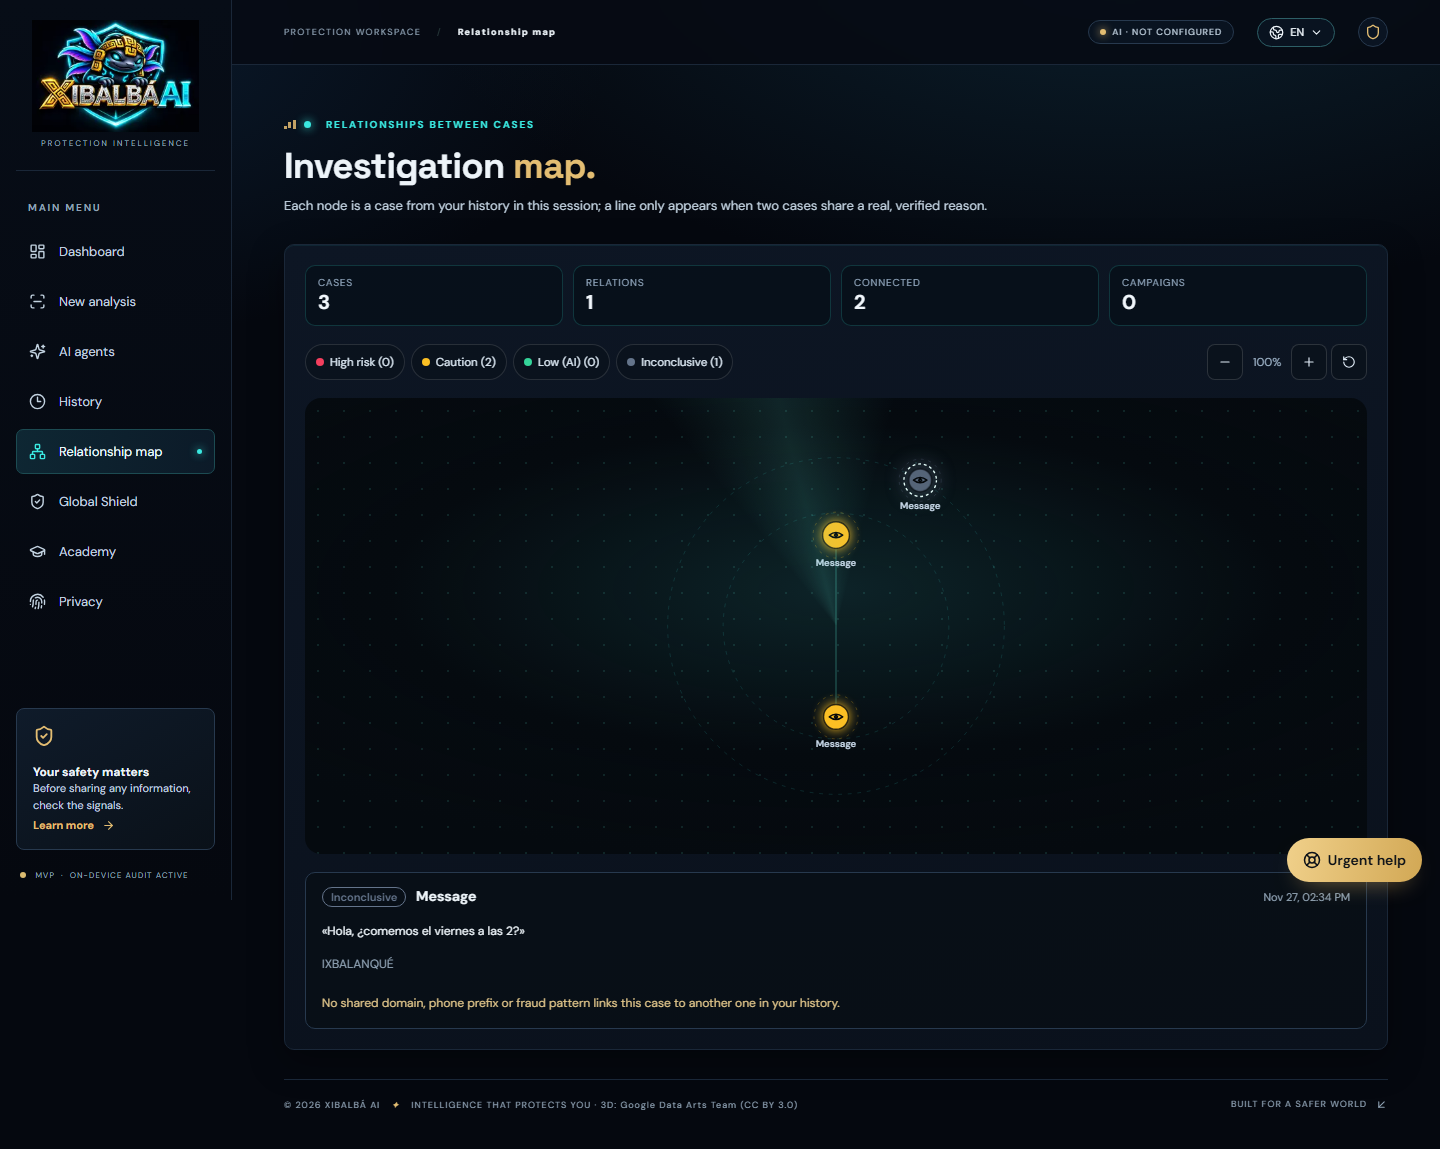 XIBALBÁ AI
PROTECTION INTELLIGENCE
MAIN MENU
Dashboard
New analysis
AI agents
History
Relationship map
Global Shield
Academy
Privacy
Your safety matters
Before sharing any information,
check the signals.
Learn more
MVP · ON-DEVICE AUDIT ACTIVE
PROTECTION WORKSPACE / Relationship map
AI · NOT CONFIGURED
EN
RELATIONSHIPS BETWEEN CASES
Investigation map.
Each node is a case from your history in this session; a line only appears when two cases share a real, verified reason.
CASES
3
RELATIONS
1
CONNECTED
2
CAMPAIGNS
0
High risk (0)
Caution (2)
Low (AI) (0)
Inconclusive (1)
100%
Message
Message
Message
Urgent help
Inconclusive Message Nov 27, 02:34 PM
«Hola, ¿comemos el viernes a las 2?»
IXBALANQUÉ
No shared domain, phone prefix or fraud pattern links this case to another one in your history.
© 2026 XIBALBÁ AI ✦ INTELLIGENCE THAT PROTECTS YOU · 3D: Google Data Arts Team (CC BY 3.0)
BUILT FOR A SAFER WORLD